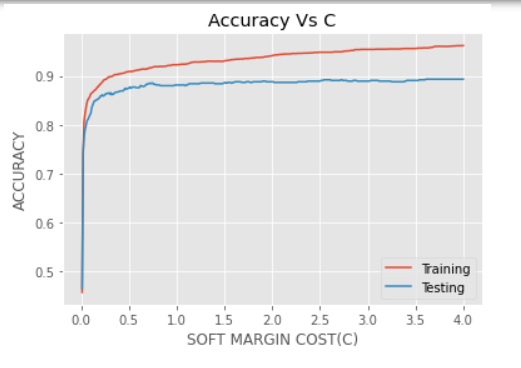 Accuracy Vs C
ACCURACY
0.9
0.8
0.7
0.6
0.5
Training
Testing
0.0 0.5 1.0 1.5 2.0 2.5 3.0 3.5 4.0
SOFT MARGIN COST(C)